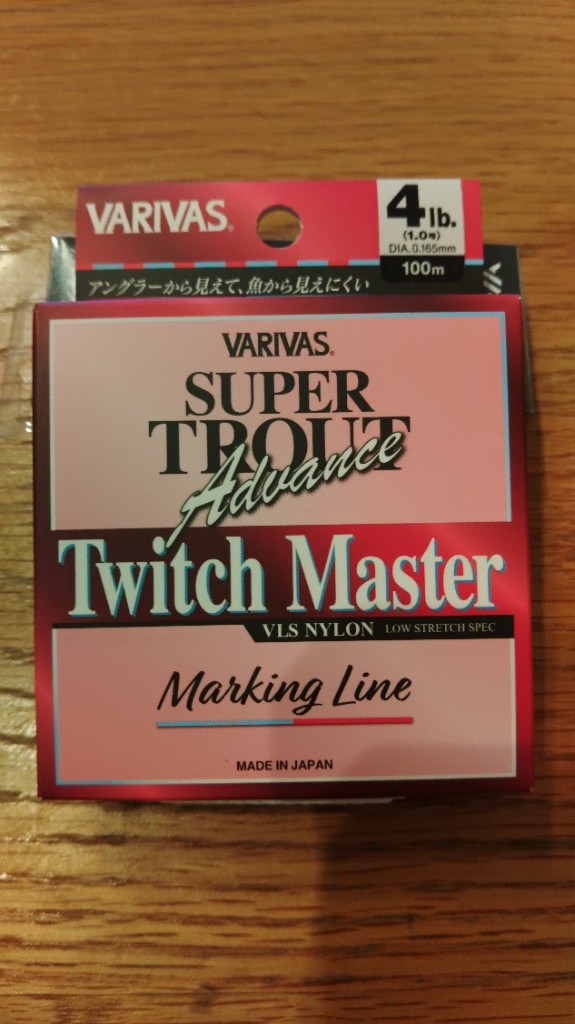 VARIVAS®
4lb.
(1.0号)
DIA.0.165mm
100m
アングラーから見えて、魚から見えにくい
VARIVAS®
SUPER
TROUT
Advance
Twitch Master
VLS NYLON LOW STRETCH SPEC
Marking Line
MADE IN JAPAN